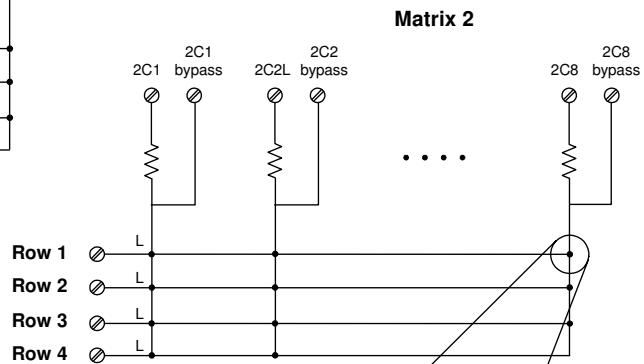 Matrix 2
2C1
2C1 bypass
2C2L
2C2 bypass
2C8
2C8 bypass
L
Row 1
L
Row 2
L
Row 3
L
Row 4